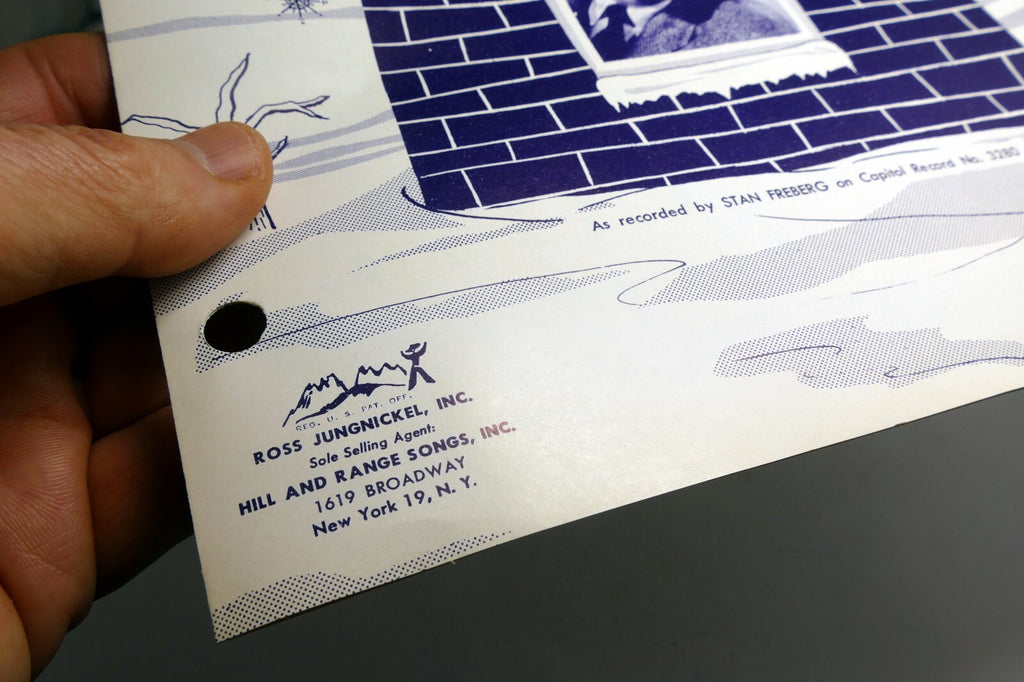 As recorded by STAN FREBERG on Capitol Record No. 3280
REG. U. S. PAT. OFF.
ROSS JUNGNICKEL, INC.
Sole Selling Agent:
HILL AND RANGE SONGS, INC.
1619 BROADWAY
New York 19, N. Y.